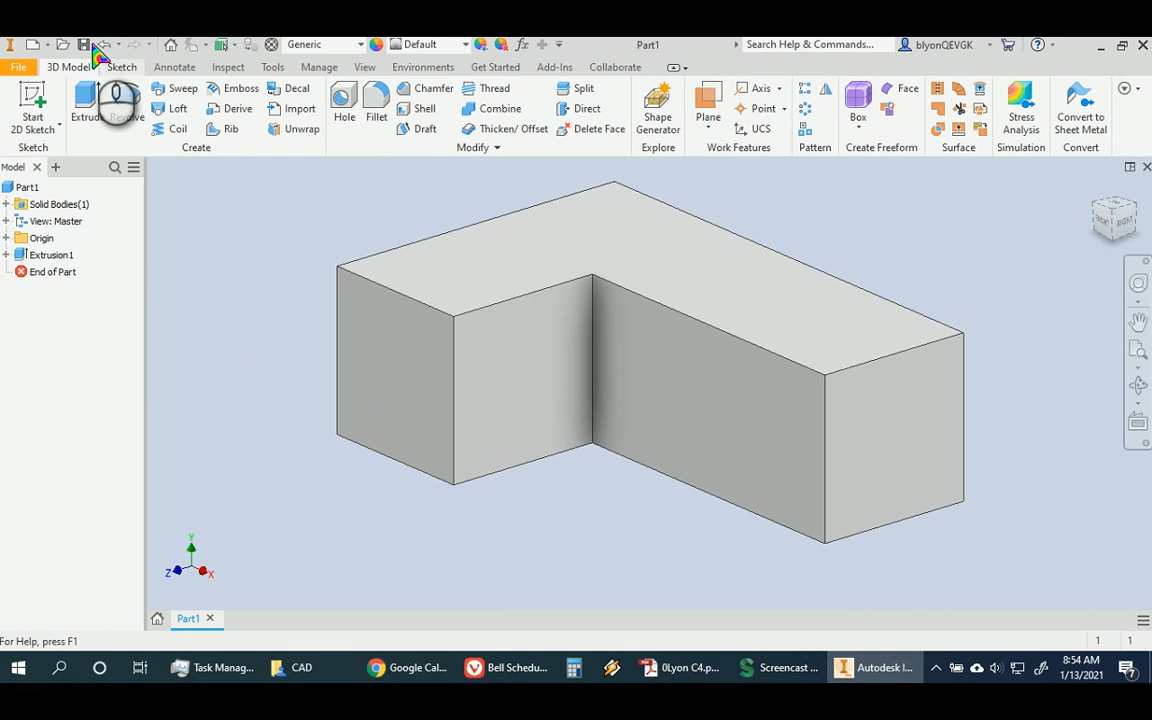 Generic Default fx Part1 Search Help & Commands... blyonQEVGK
File 3D Model Sketch Annotate Inspect Tools Manage View Environments Get Started Add-Ins Collaborate
Start 2D Sketch
Sweep Emboss Decal
Loft Derive Import
Coil Rib Unwrap
Hole Fillet
Chamfer Thread Split
Shell Combine Direct
Draft Thicken/ Offset Delete Face
Shape Generator
Plane
Axis
Point
UCS
Box Face
Stress Analysis
Convert to Sheet Metal
Sketch Create Modify Explore Work Features Pattern Create Freeform Surface Simulation Convert
Model
Part1
Solid Bodies(1)
View: Master
Origin
Extrusion1
End of Part
FRONT RIGHT
Y
Z X
Part1
For Help, press F1 1 1
Task Manag... CAD Google Cal... Bell Schedu... 0Lyon C4.p... Screencast ... Autodesk I...
8:54 AM
1/13/2021
7